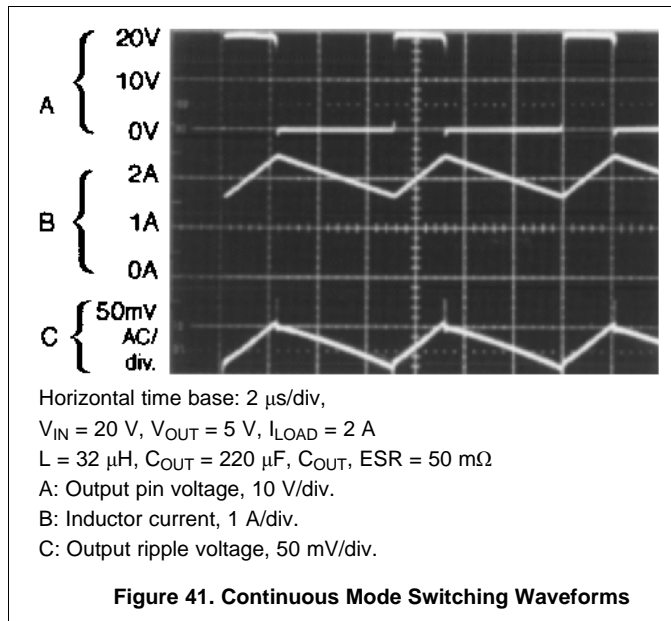 20V
A { 10V
0V
2A
B { 1A
0A
50mV
C { AC/
div.
Horizontal time base: 2 μs/div,
V_IN = 20 V, V_OUT = 5 V, I_LOAD = 2 A
L = 32 μH, C_OUT = 220 μF, C_OUT, ESR = 50 mΩ
A: Output pin voltage, 10 V/div.
B: Inductor current, 1 A/div.
C: Output ripple voltage, 50 mV/div.
Figure 41. Continuous Mode Switching Waveforms